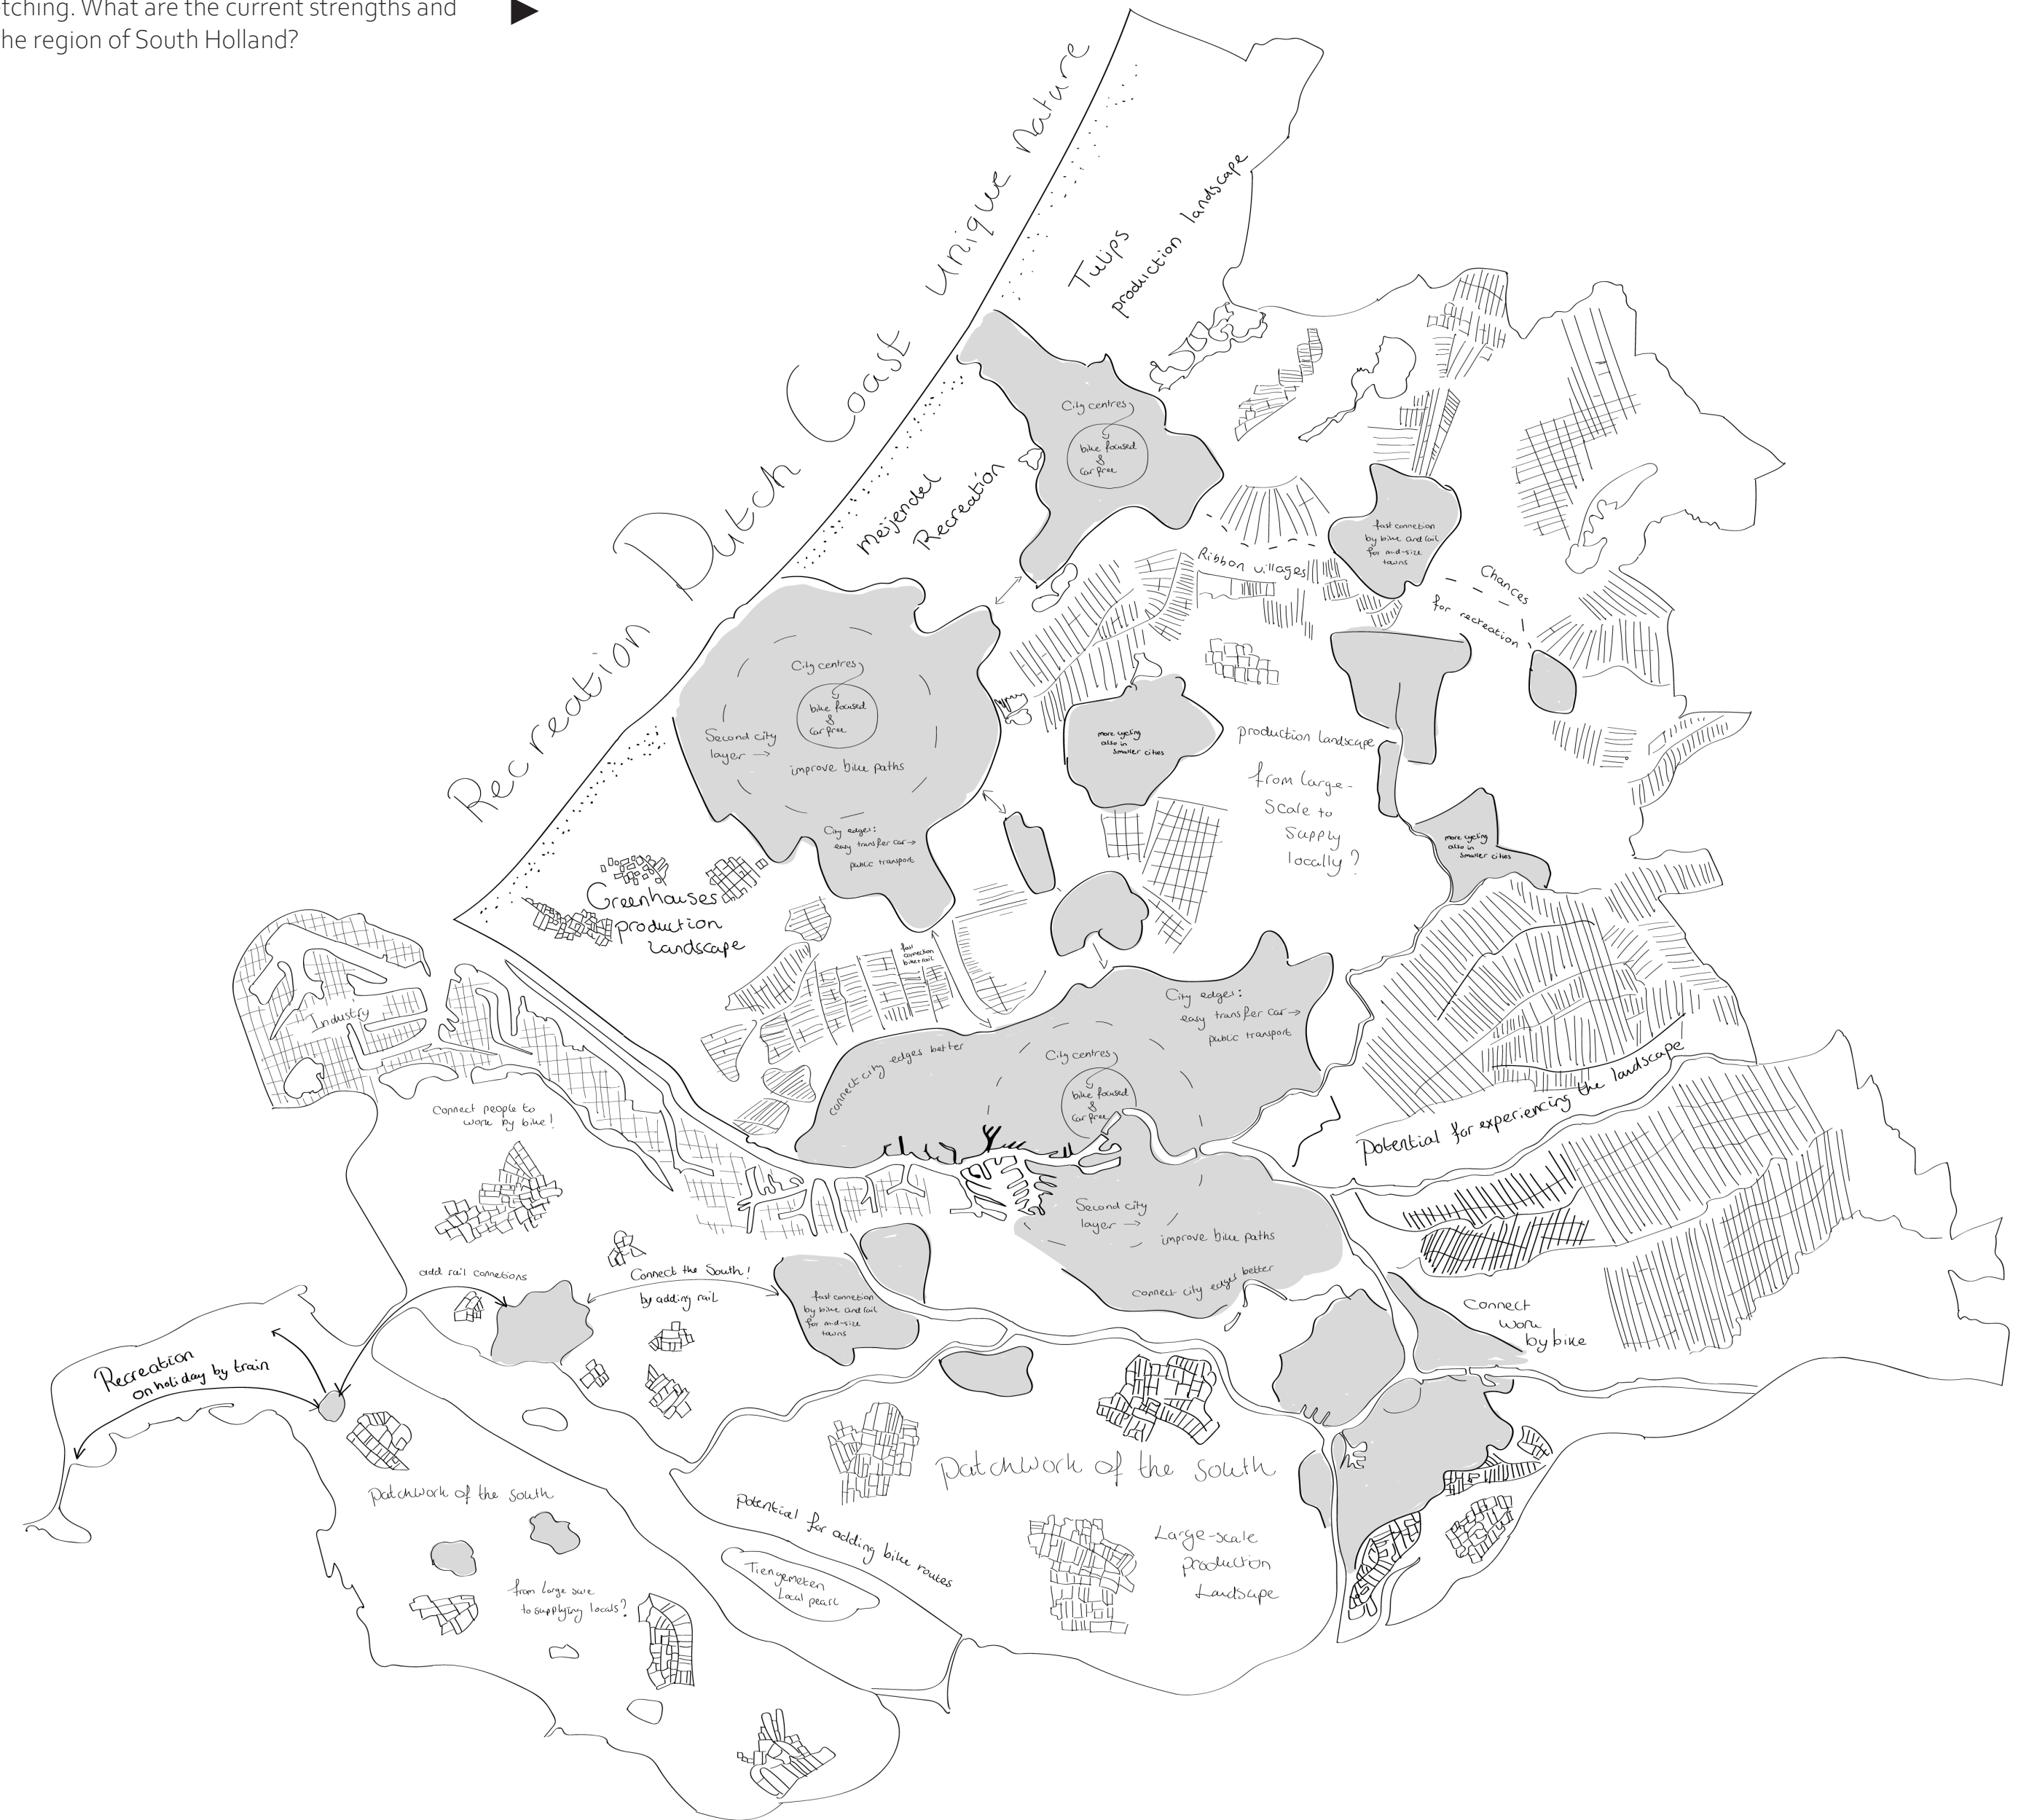 etching. What are the current strengths and
he region of South Holland?
Recreation Dutch Coast unique nature
Tulips
production landscape
City centres
bike focused
&
car free
Meijendel
Recreation
fast connetion
by bike and rail
for mid-size
towns
Ribbon villages
Chances
for recreation
City centres
bike focused
&
car free
Second city
layer →
improve bike paths
City edges:
easy transfer car →
public transport
more cycling
also in
smaller cities
production landscape
from large-
scale to
supply
locally?
more cycling
also in
smaller cities
Greenhouses
production
landscape
fast
connection
bike+rail
Industry
City edges:
easy transfer car →
public transport
connect city edges better
City centres
bike focused
&
car free
Potential for experiencing the landscape
Connect people to
work by bike!
Second city
layer →
improve bike paths
connect city edges better
add rail connetions
Connect the South!
by adding rail
fast connetion
by bike and rail
for mid-size
towns
Connect
work
by bike
Recreation
on holiday by train
patchwork of the south
patchwork of the south
Potential for adding bike routes
Tiengemeten
Local pearl
Large-scale
production
Landscape
from large scale
to supplying locals?